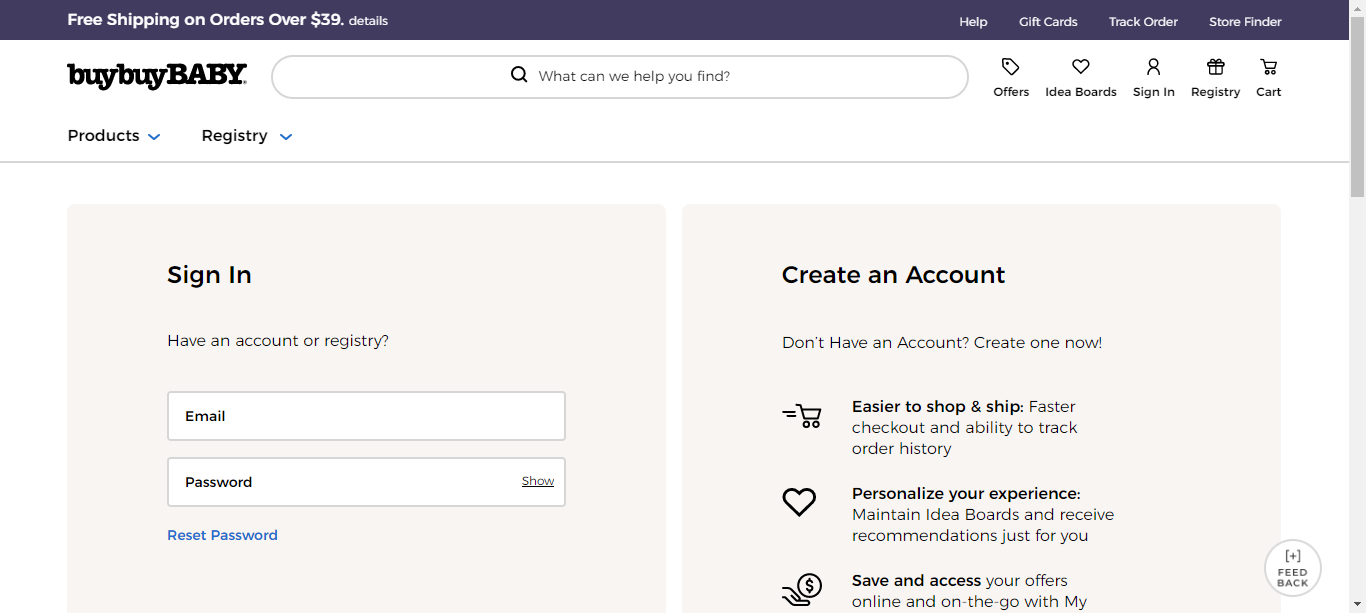 Free Shipping on Orders Over $39. details
Help
Gift Cards
Track Order
Store Finder
buybuyBABY
What can we help you find?
Offers
Idea Boards
Sign In
Registry
Cart
Products
Registry
Sign In
Have an account or registry?
Email
Password
Show
Reset Password
Create an Account
Don't Have an Account? Create one now!
Easier to shop & ship: Faster
checkout and ability to track
order history
Personalize your experience:
Maintain Idea Boards and receive
recommendations just for you
Save and access your offers
online and on-the-go with My
[+]
FEED
BACK